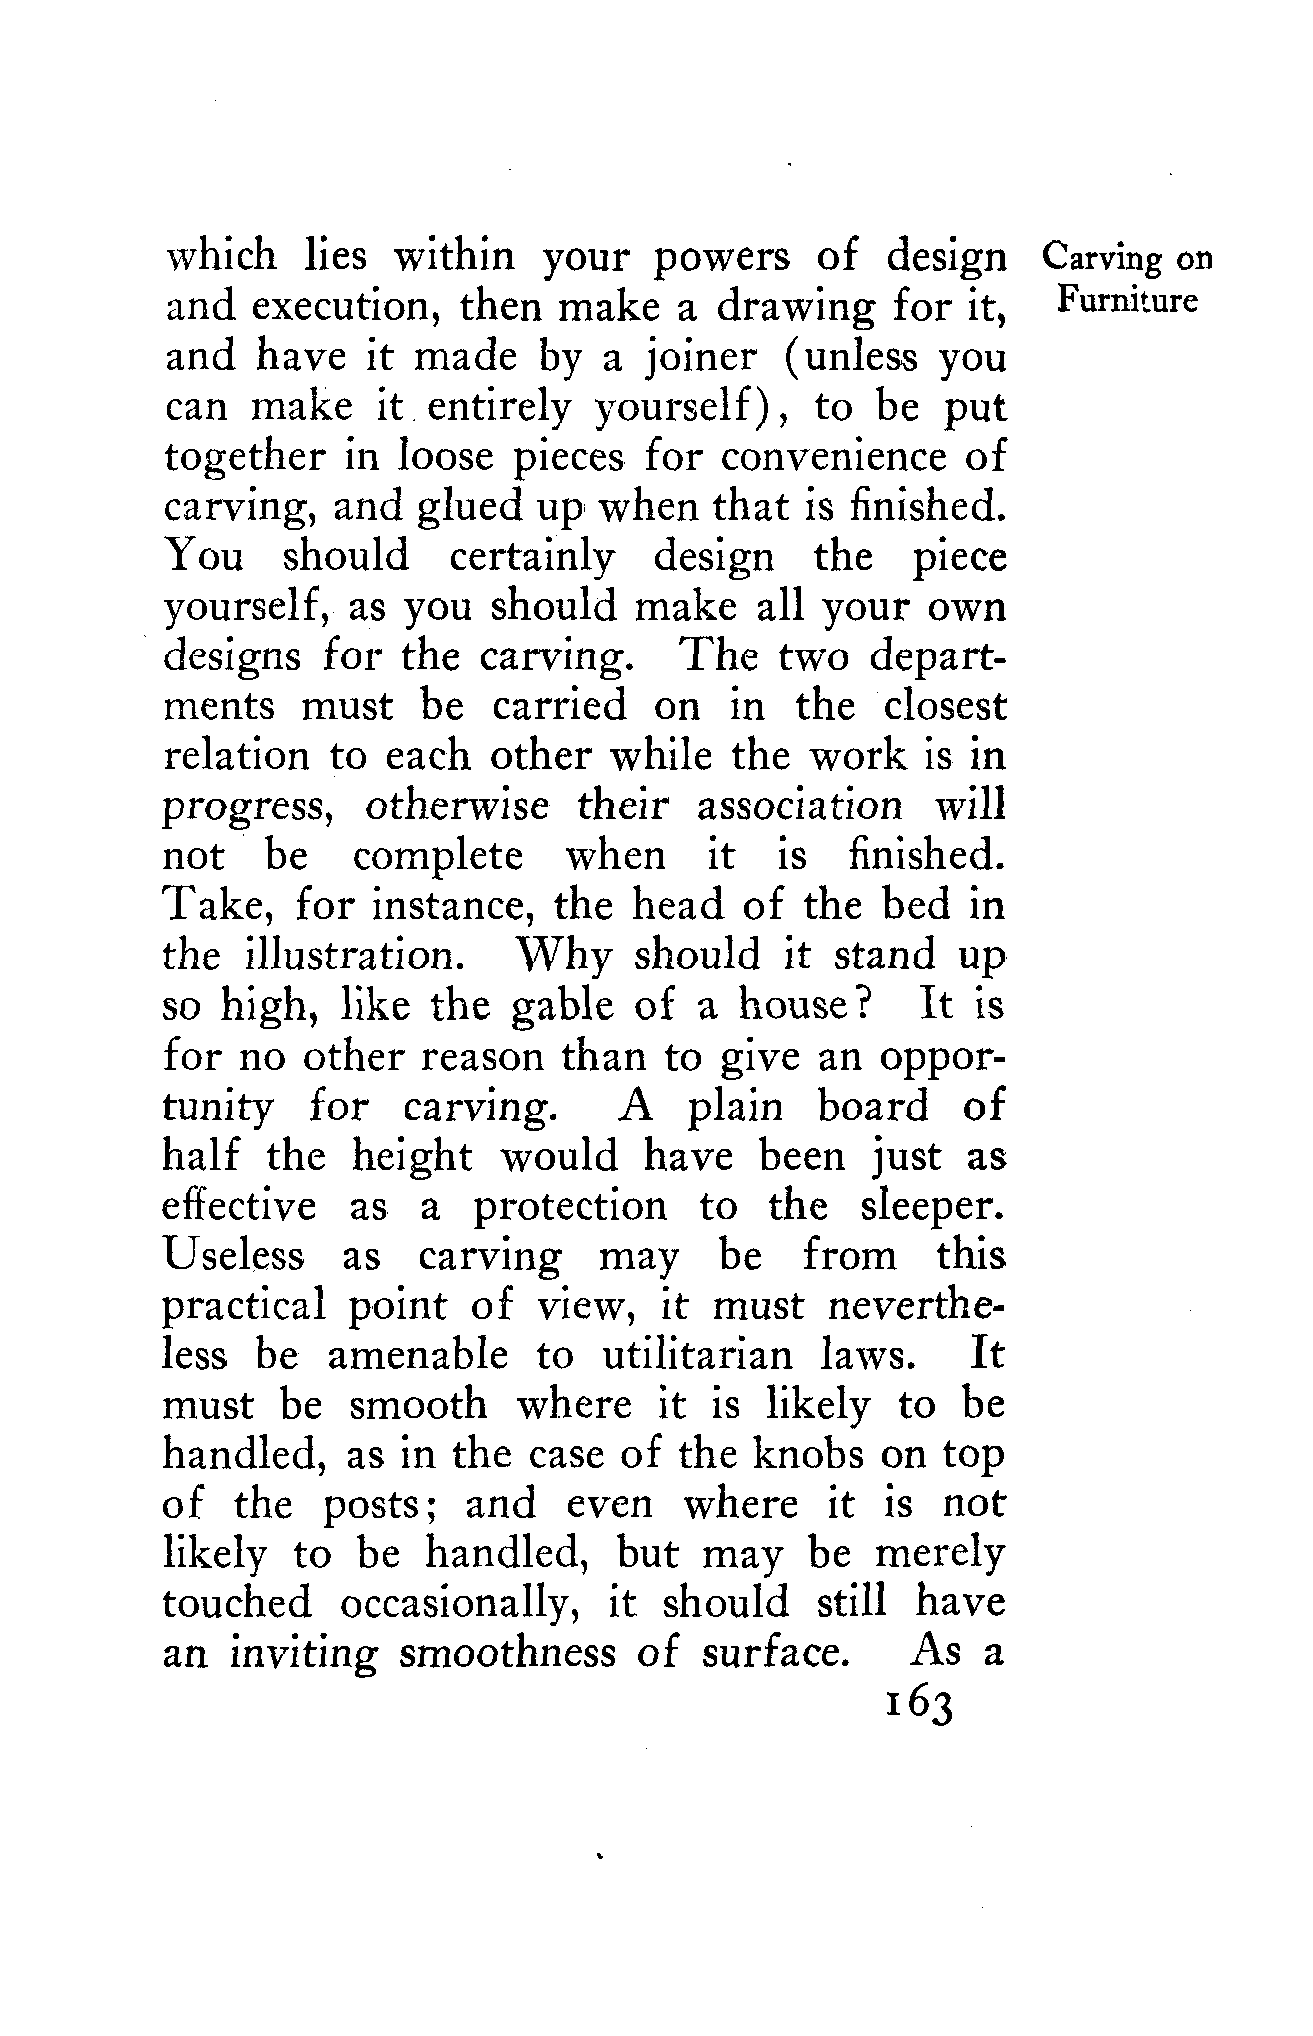 which lies within your powers of design
and execution, then make a drawing for it,
and have it made by a joiner (unless you
can make it entirely yourself), to be put
together in loose pieces for convenience of
carving, and glued up when that is finished.
You should certainly design the piece
yourself, as you should make all your own
designs for the carving. The two depart-
ments must be carried on in the closest
relation to each other while the work is in
progress, otherwise their association will
not be complete when it is finished.
Take, for instance, the head of the bed in
the illustration. Why should it stand up
so high, like the gable of a house? It is
for no other reason than to give an oppor-
tunity for carving. A plain board of
half the height would have been just as
effective as a protection to the sleeper.
Useless as carving may be from this
practical point of view, it must neverthe-
less be amenable to utilitarian laws. It
must be smooth where it is likely to be
handled, as in the case of the knobs on top
of the posts; and even where it is not
likely to be handled, but may be merely
touched occasionally, it should still have
an inviting smoothness of surface. As a
Carving on
Furniture
163